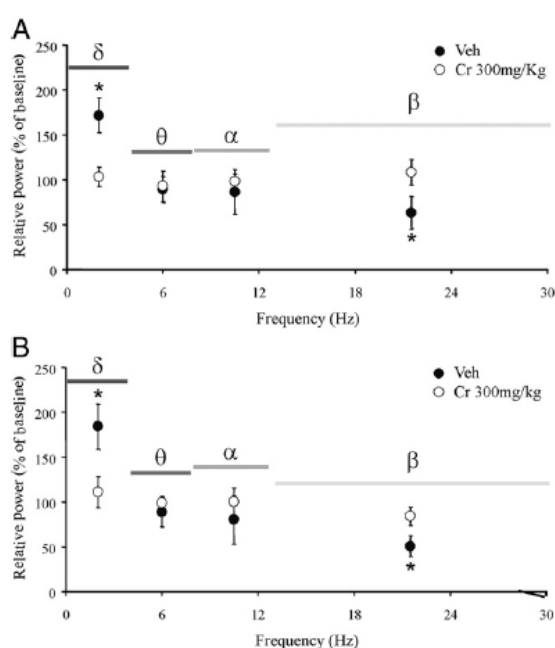 A
δ
* Veh
Cr 300mg/Kg
β
θ
α
*
250
200
150
100
50
0
Relative power (% of baseline)
0 6 12 18 24 30
Frequency (Hz)
B
δ
* Veh
Cr 300mg/kg
β
θ
α
*
250
200
150
100
50
0
Relative power (% of baseline)
0 6 12 18 24 30
Frequency (Hz)